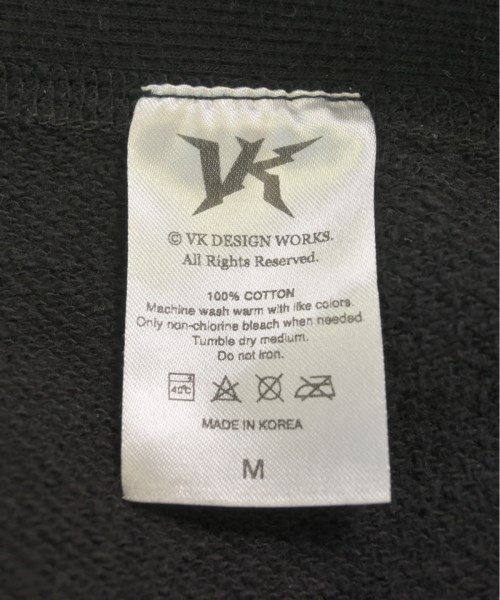 VK
© VK DESIGN WORKS.
All Rights Reserved.
100% COTTON
Machine wash warm with like colors.
Only non-chlorine bleach when needed.
Tumble dry medium.
Do not iron.
40℃
MADE IN KOREA
M